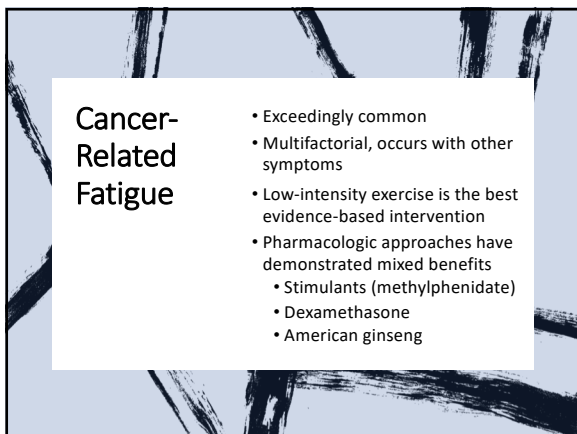 Cancer-
Related
Fatigue
• Exceedingly common
• Multifactorial, occurs with other
symptoms
• Low-intensity exercise is the best
evidence-based intervention
• Pharmacologic approaches have
demonstrated mixed benefits
• Stimulants (methylphenidate)
• Dexamethasone
• American ginseng